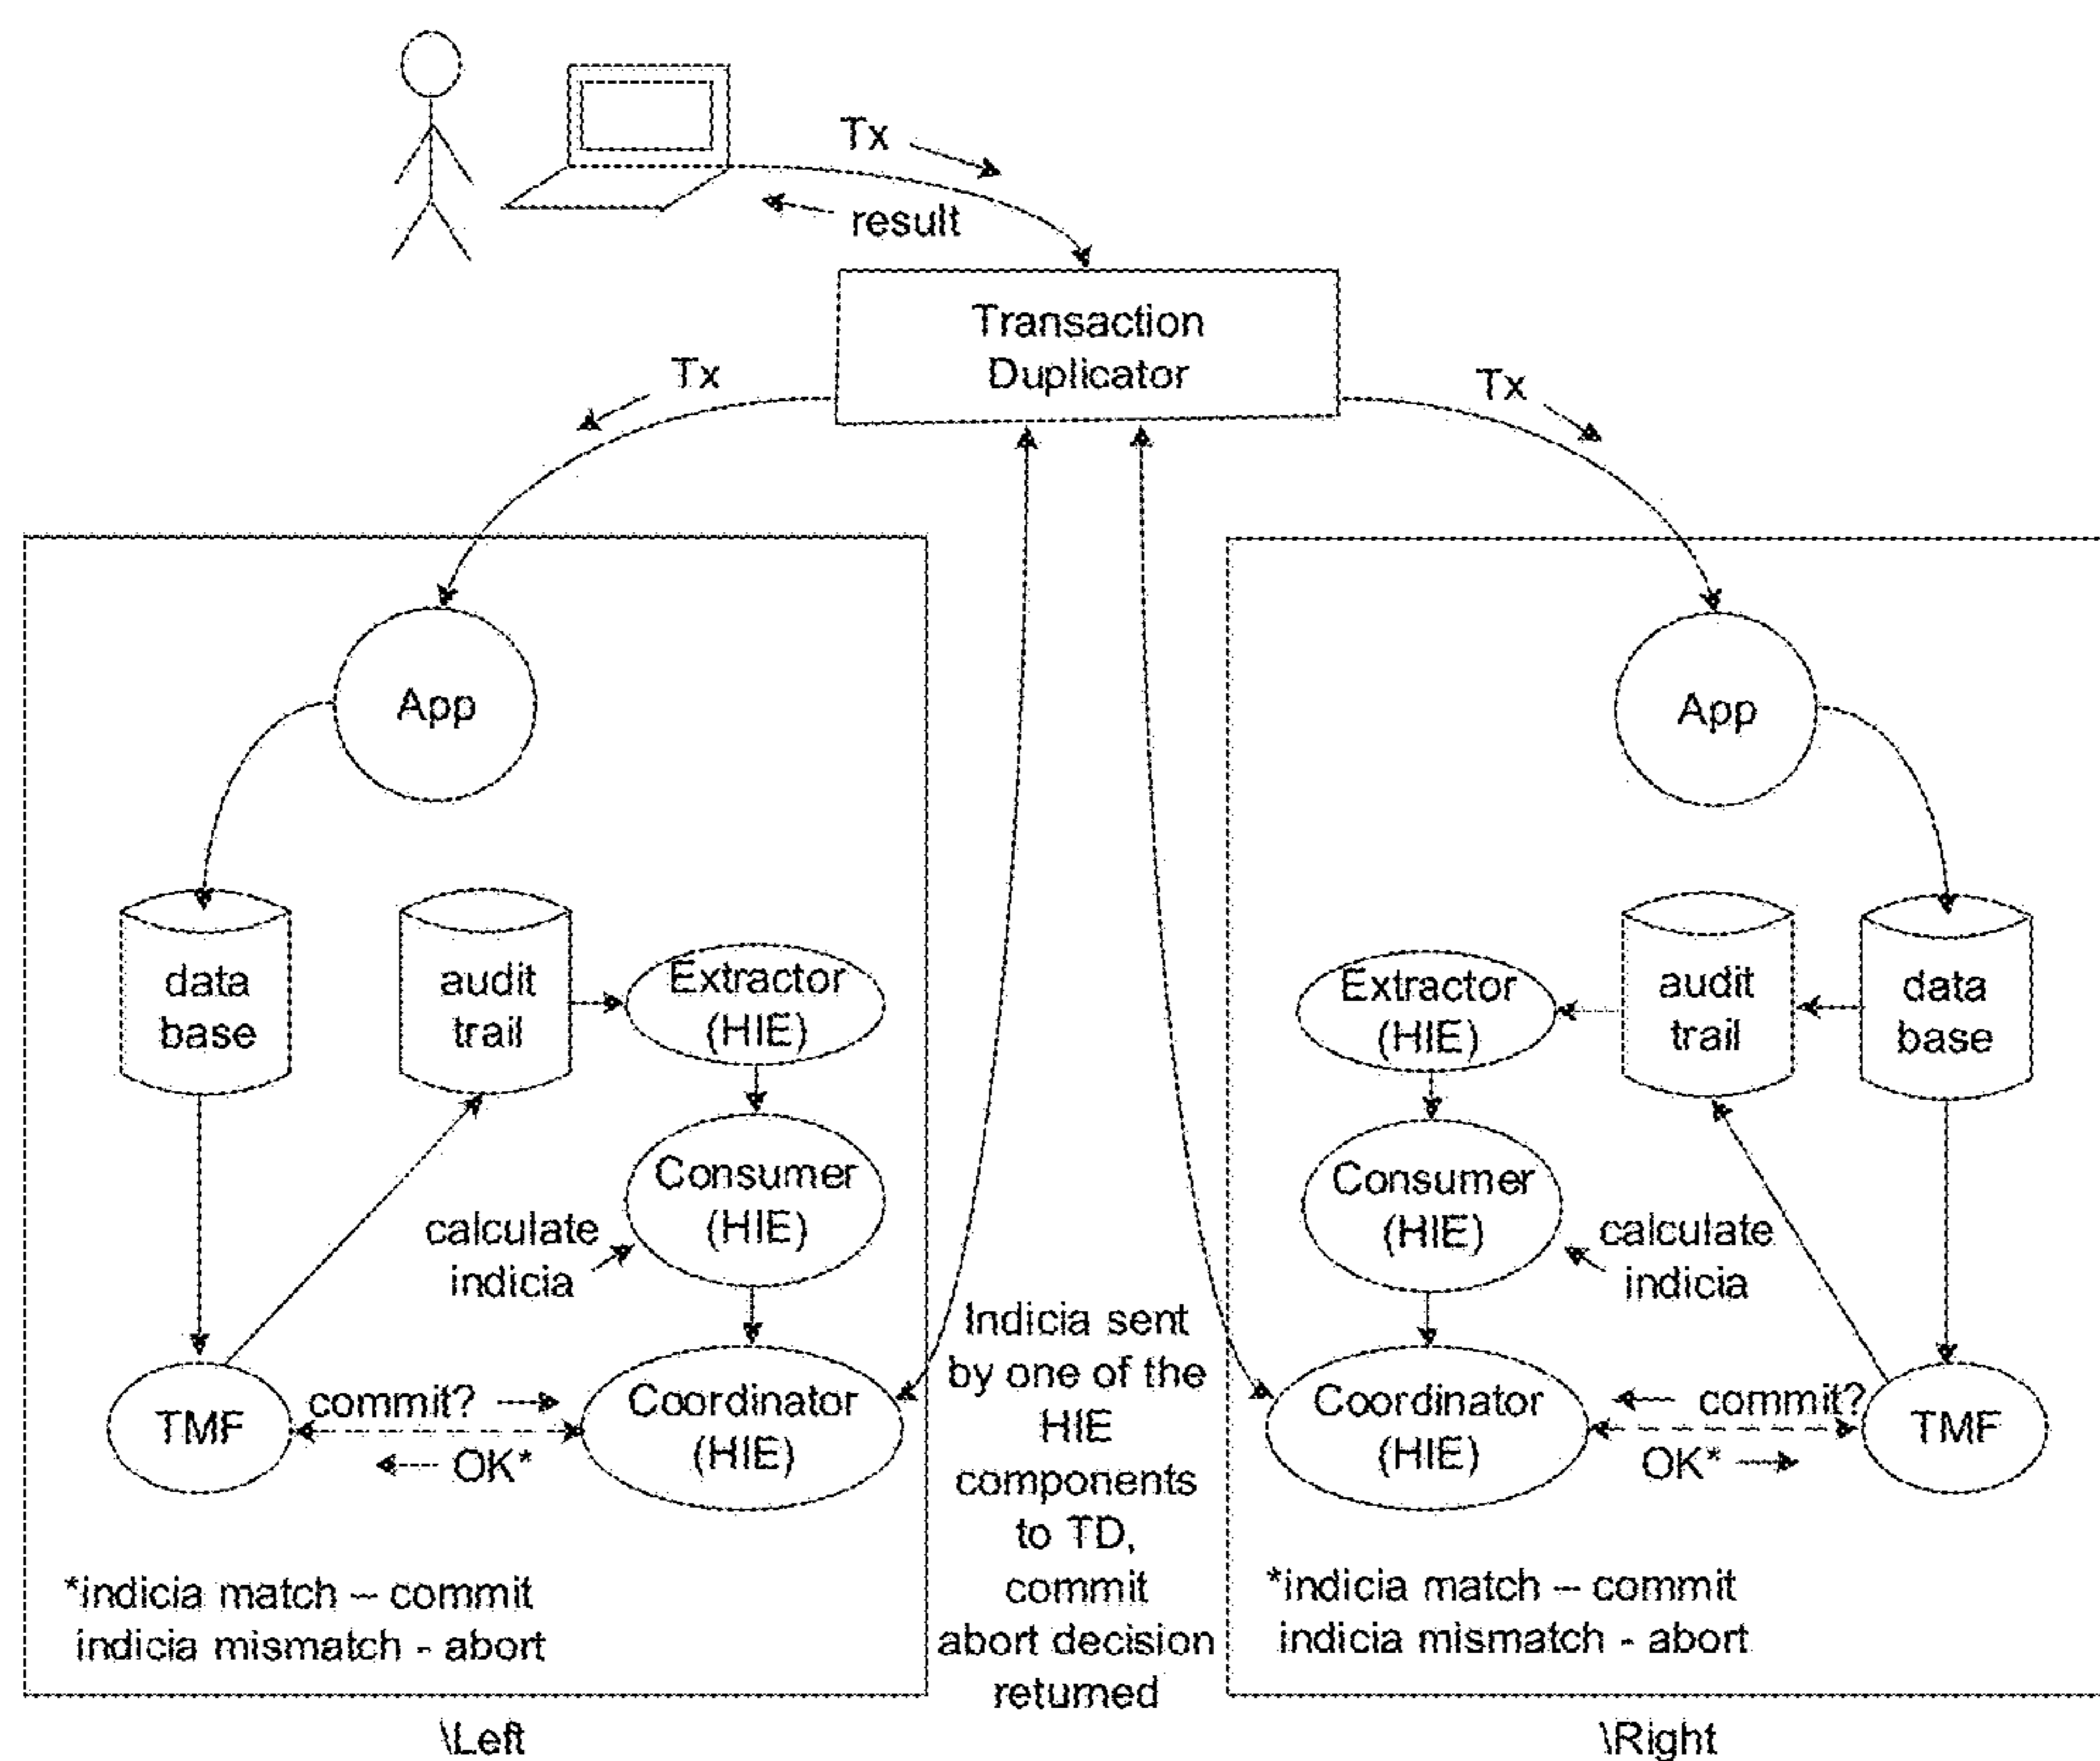 Tx
result
Transaction
Duplicator
Tx
Tx
App
App
data
base
audit
trail
Extractor
(HIE)
Extractor
(HIE)
audit
trail
data
base
Consumer
(HIE)
calculate
indicia
Consumer
(HIE)
calculate
indicia
TMF
commit?
OK*
Coordinator
(HIE)
Indicia sent
by one of the
HIE
components
to TD,
commit
abort decision
returned
Coordinator
(HIE)
commit?
OK*
TMF
*indicia match – commit
indicia mismatch - abort
*indicia match – commit
indicia mismatch - abort
\Left
\Right